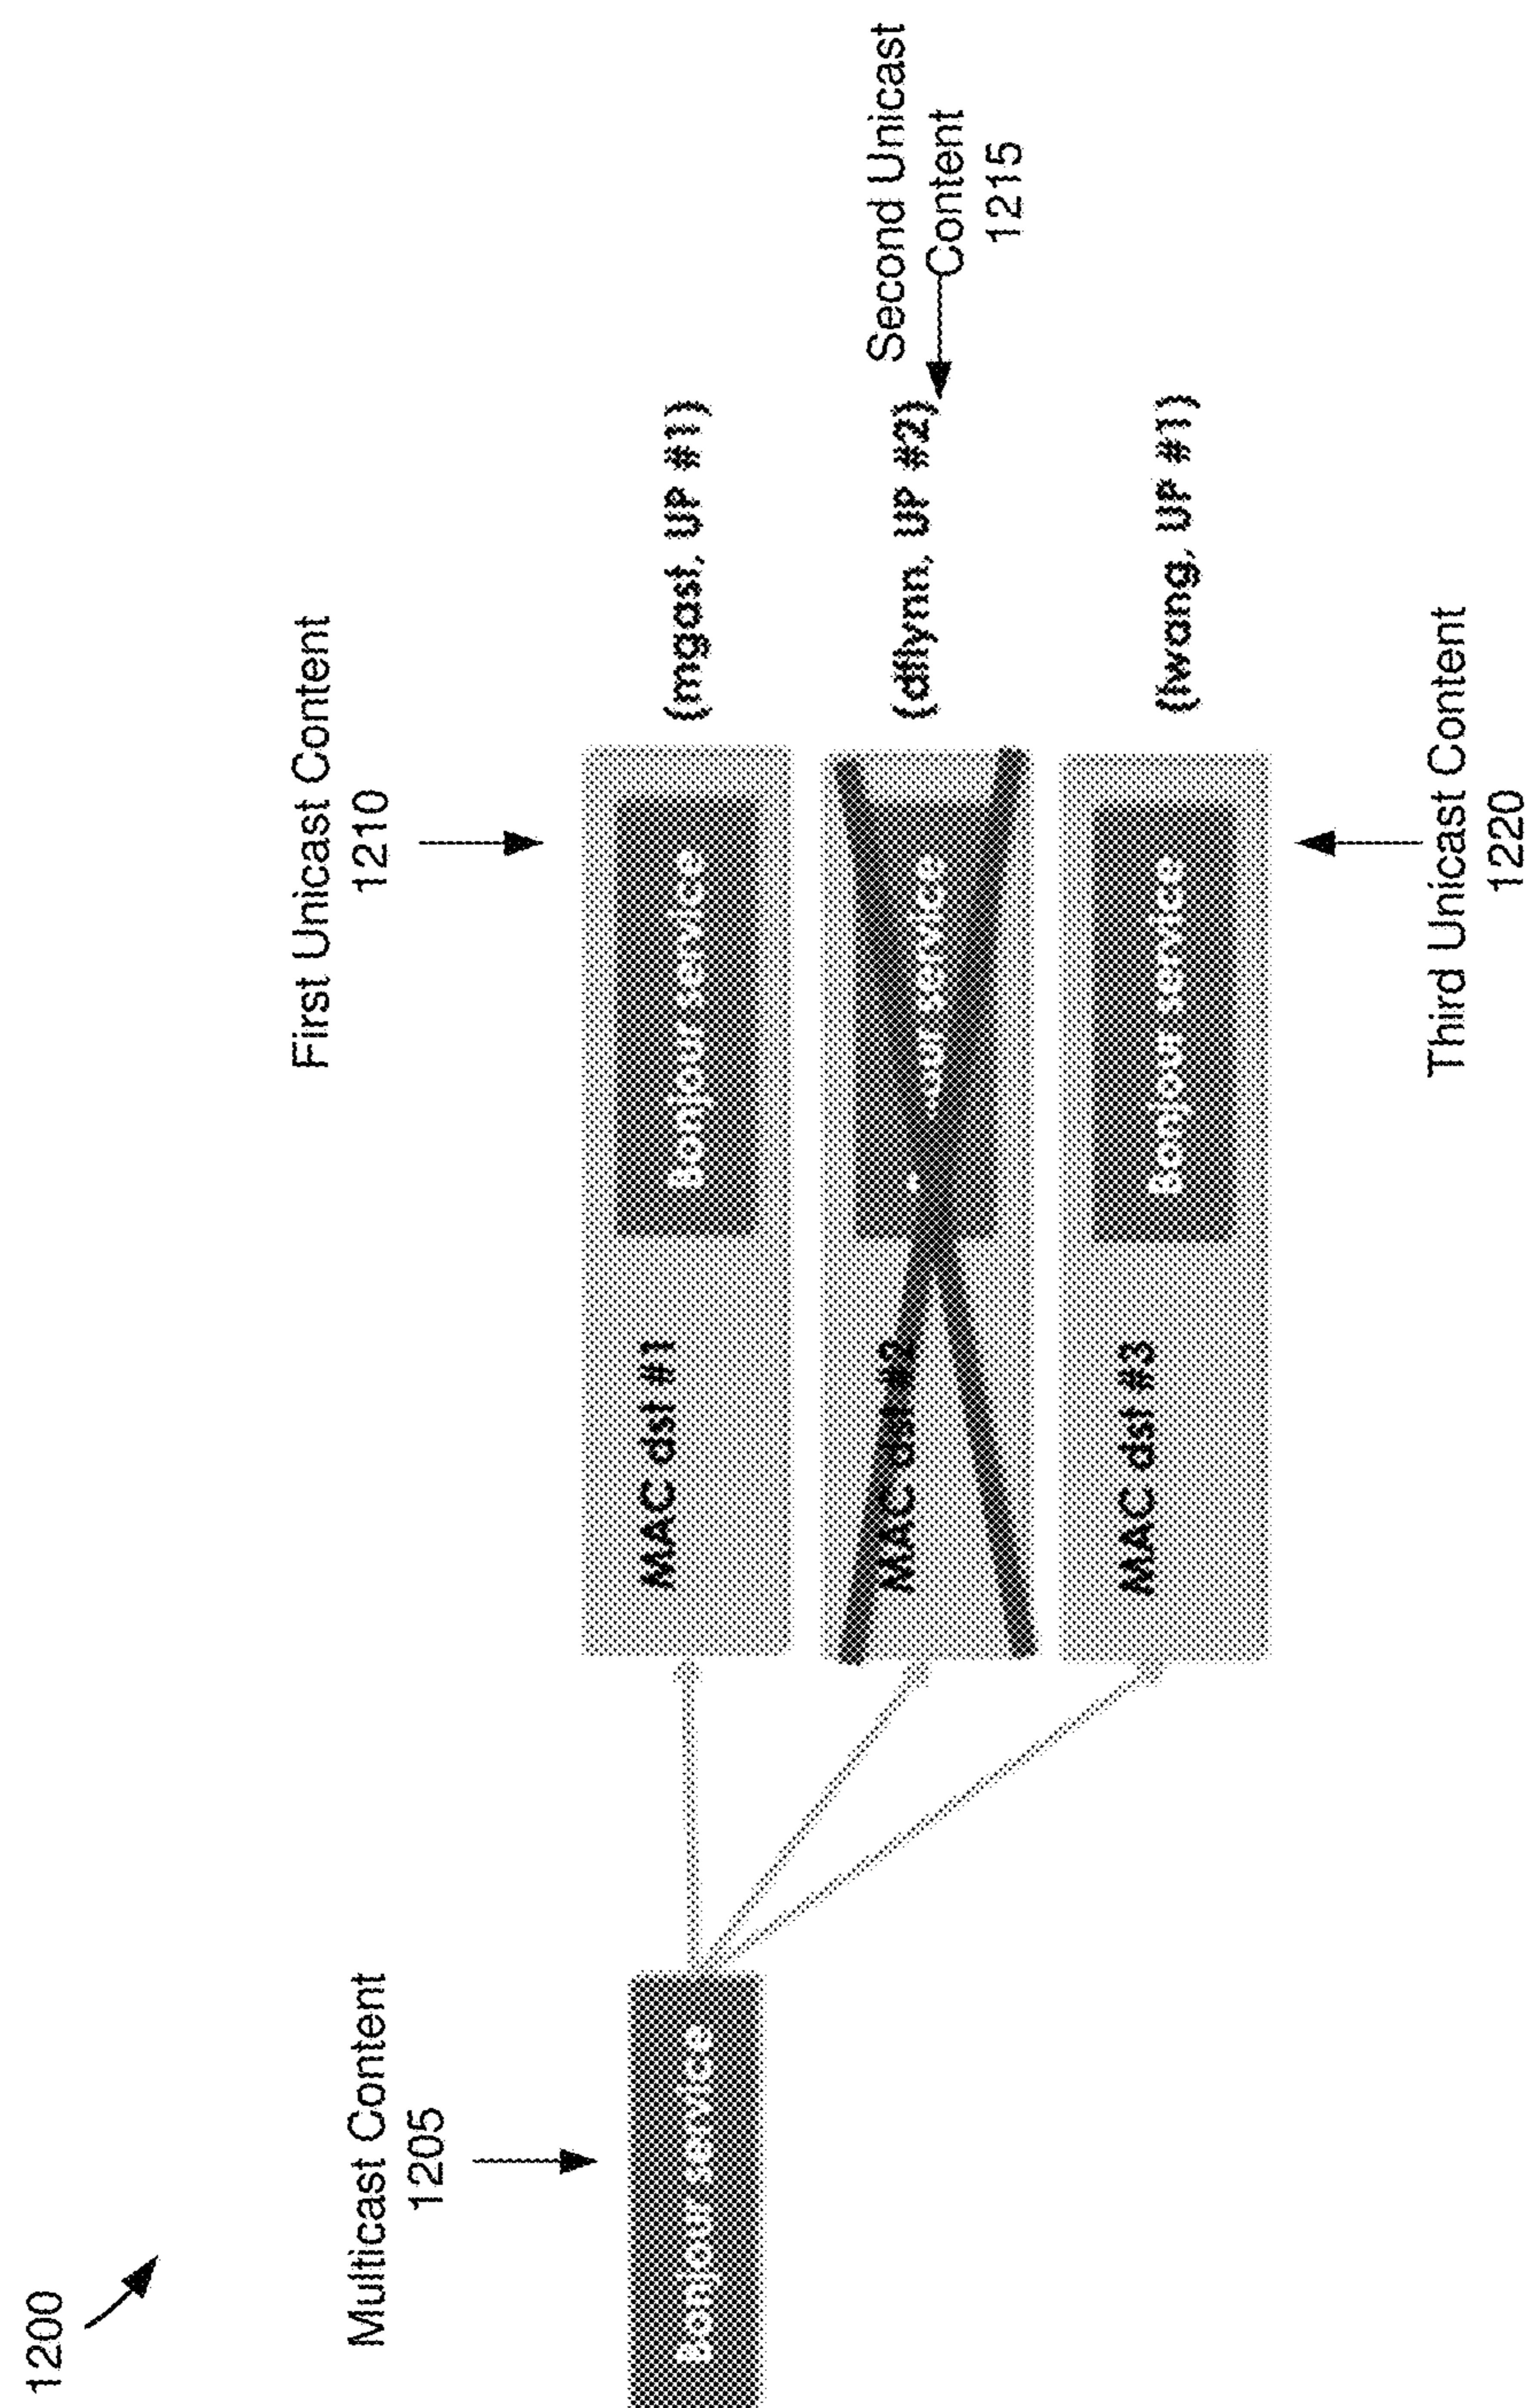 1200
Multicast Content
1205
Bonjour service
First Unicast Content
1210
MAC dst #1
Bonjour service
(mgast, UP #1)
MAC dst #2
service
(dflynn, UP #2)
Second Unicast
Content
1215
MAC dst #3
Bonjour service
(lwang, UP #1)
Third Unicast Content
1220